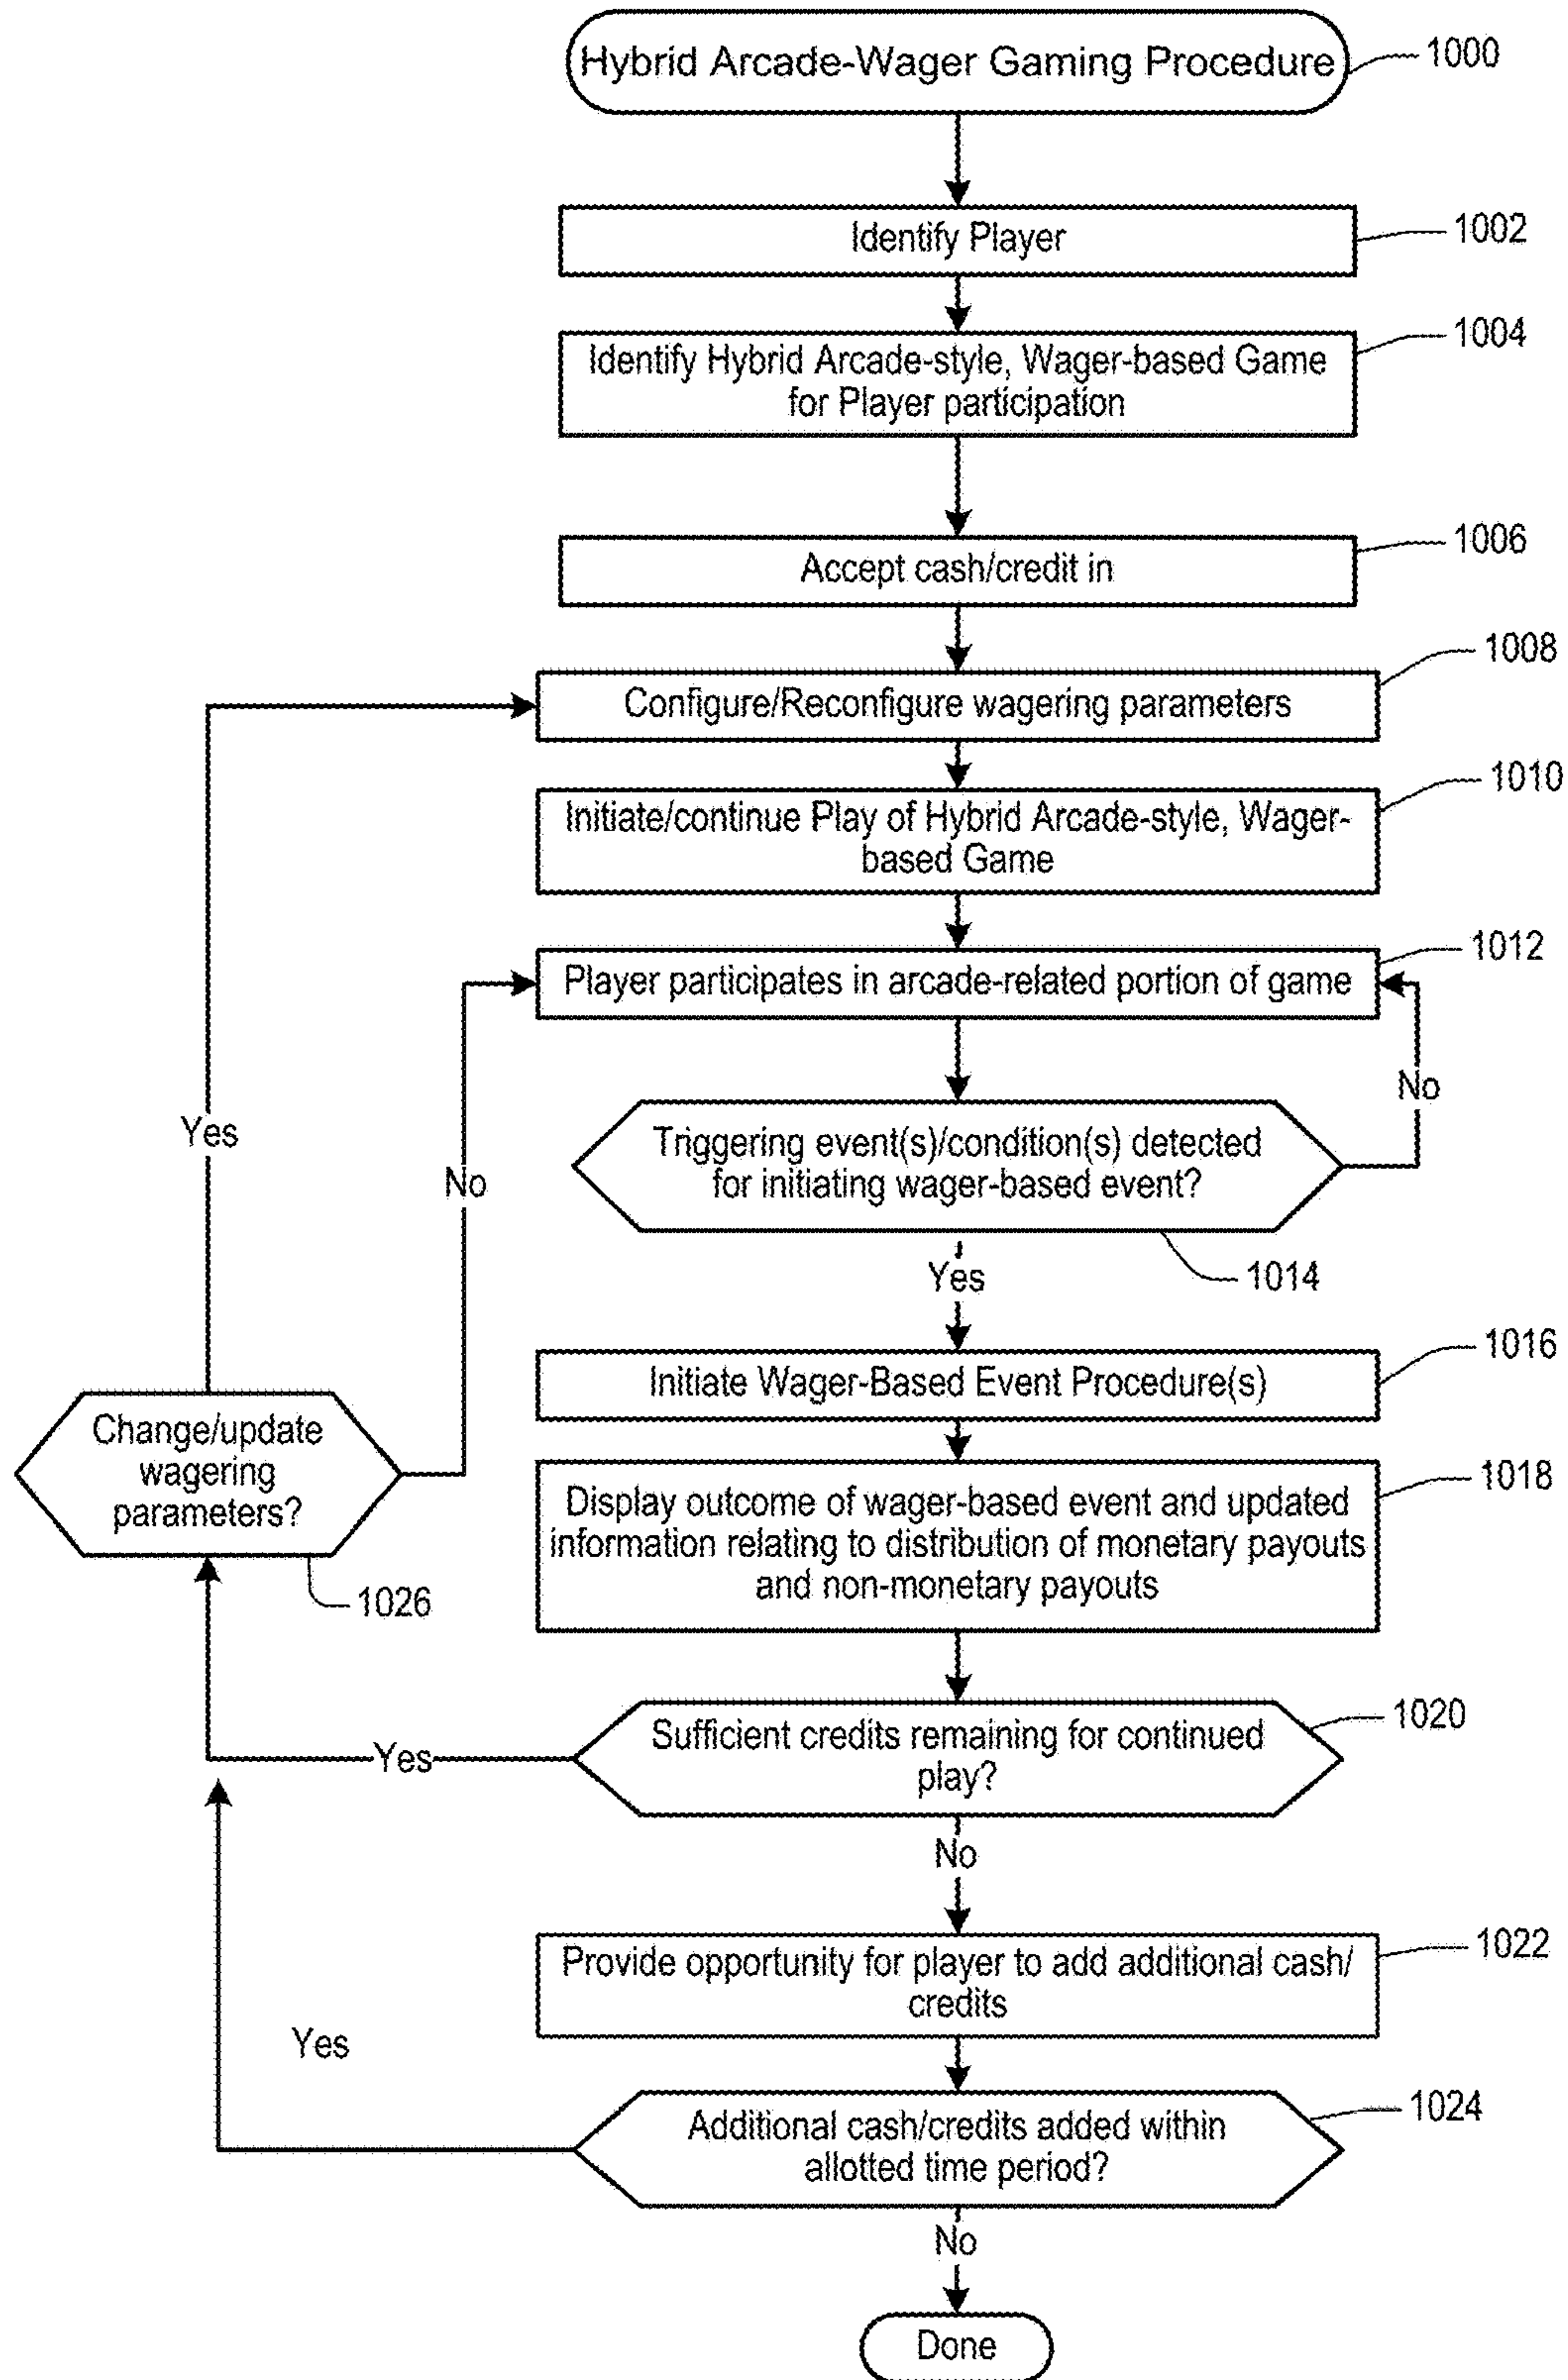 Hybrid Arcade-Wager Gaming Procedure
1000
Identify Player
1002
Identify Hybrid Arcade-style, Wager-based Game
for Player participation
1004
Accept cash/credit in
1006
Configure/Reconfigure wagering parameters
1008
Initiate/continue Play of Hybrid Arcade-style, Wager-
based Game
1010
Player participates in arcade-related portion of game
1012
No
Triggering event(s)/condition(s) detected
for initiating wager-based event?
1014
Yes
Yes
No
Initiate Wager-Based Event Procedure(s)
1016
Change/update
wagering
parameters?
1026
Display outcome of wager-based event and updated
information relating to distribution of monetary payouts
and non-monetary payouts
1018
Sufficient credits remaining for continued
play?
1020
Yes
No
Provide opportunity for player to add additional cash/
credits
1022
Yes
Additional cash/credits added within
allotted time period?
1024
No
Done